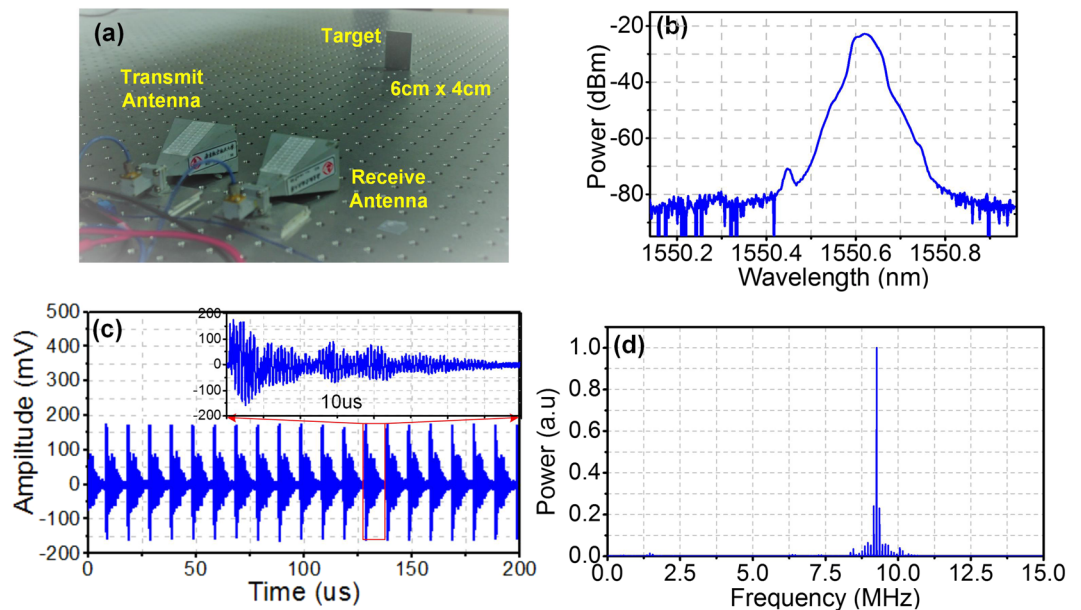 (a)
Target
6cm x 4cm
Transmit
Antenna
Receive
Antenna
(b)
Power (dBm)
-20
-40
-60
-80
1550.2 1550.4 1550.6 1550.8
Wavelength (nm)
(c)
Ampilitude (mV)
500
400
300
200
100
0
-100
-200
200
100
0
-100
-200
10us
0 50 100 150 200
Time (us)
(d)
Power (a.u)
1.0
0.8
0.6
0.4
0.2
0.0
0.0 2.5 5.0 7.5 10.0 12.5 15.0
Frequency (MHz)